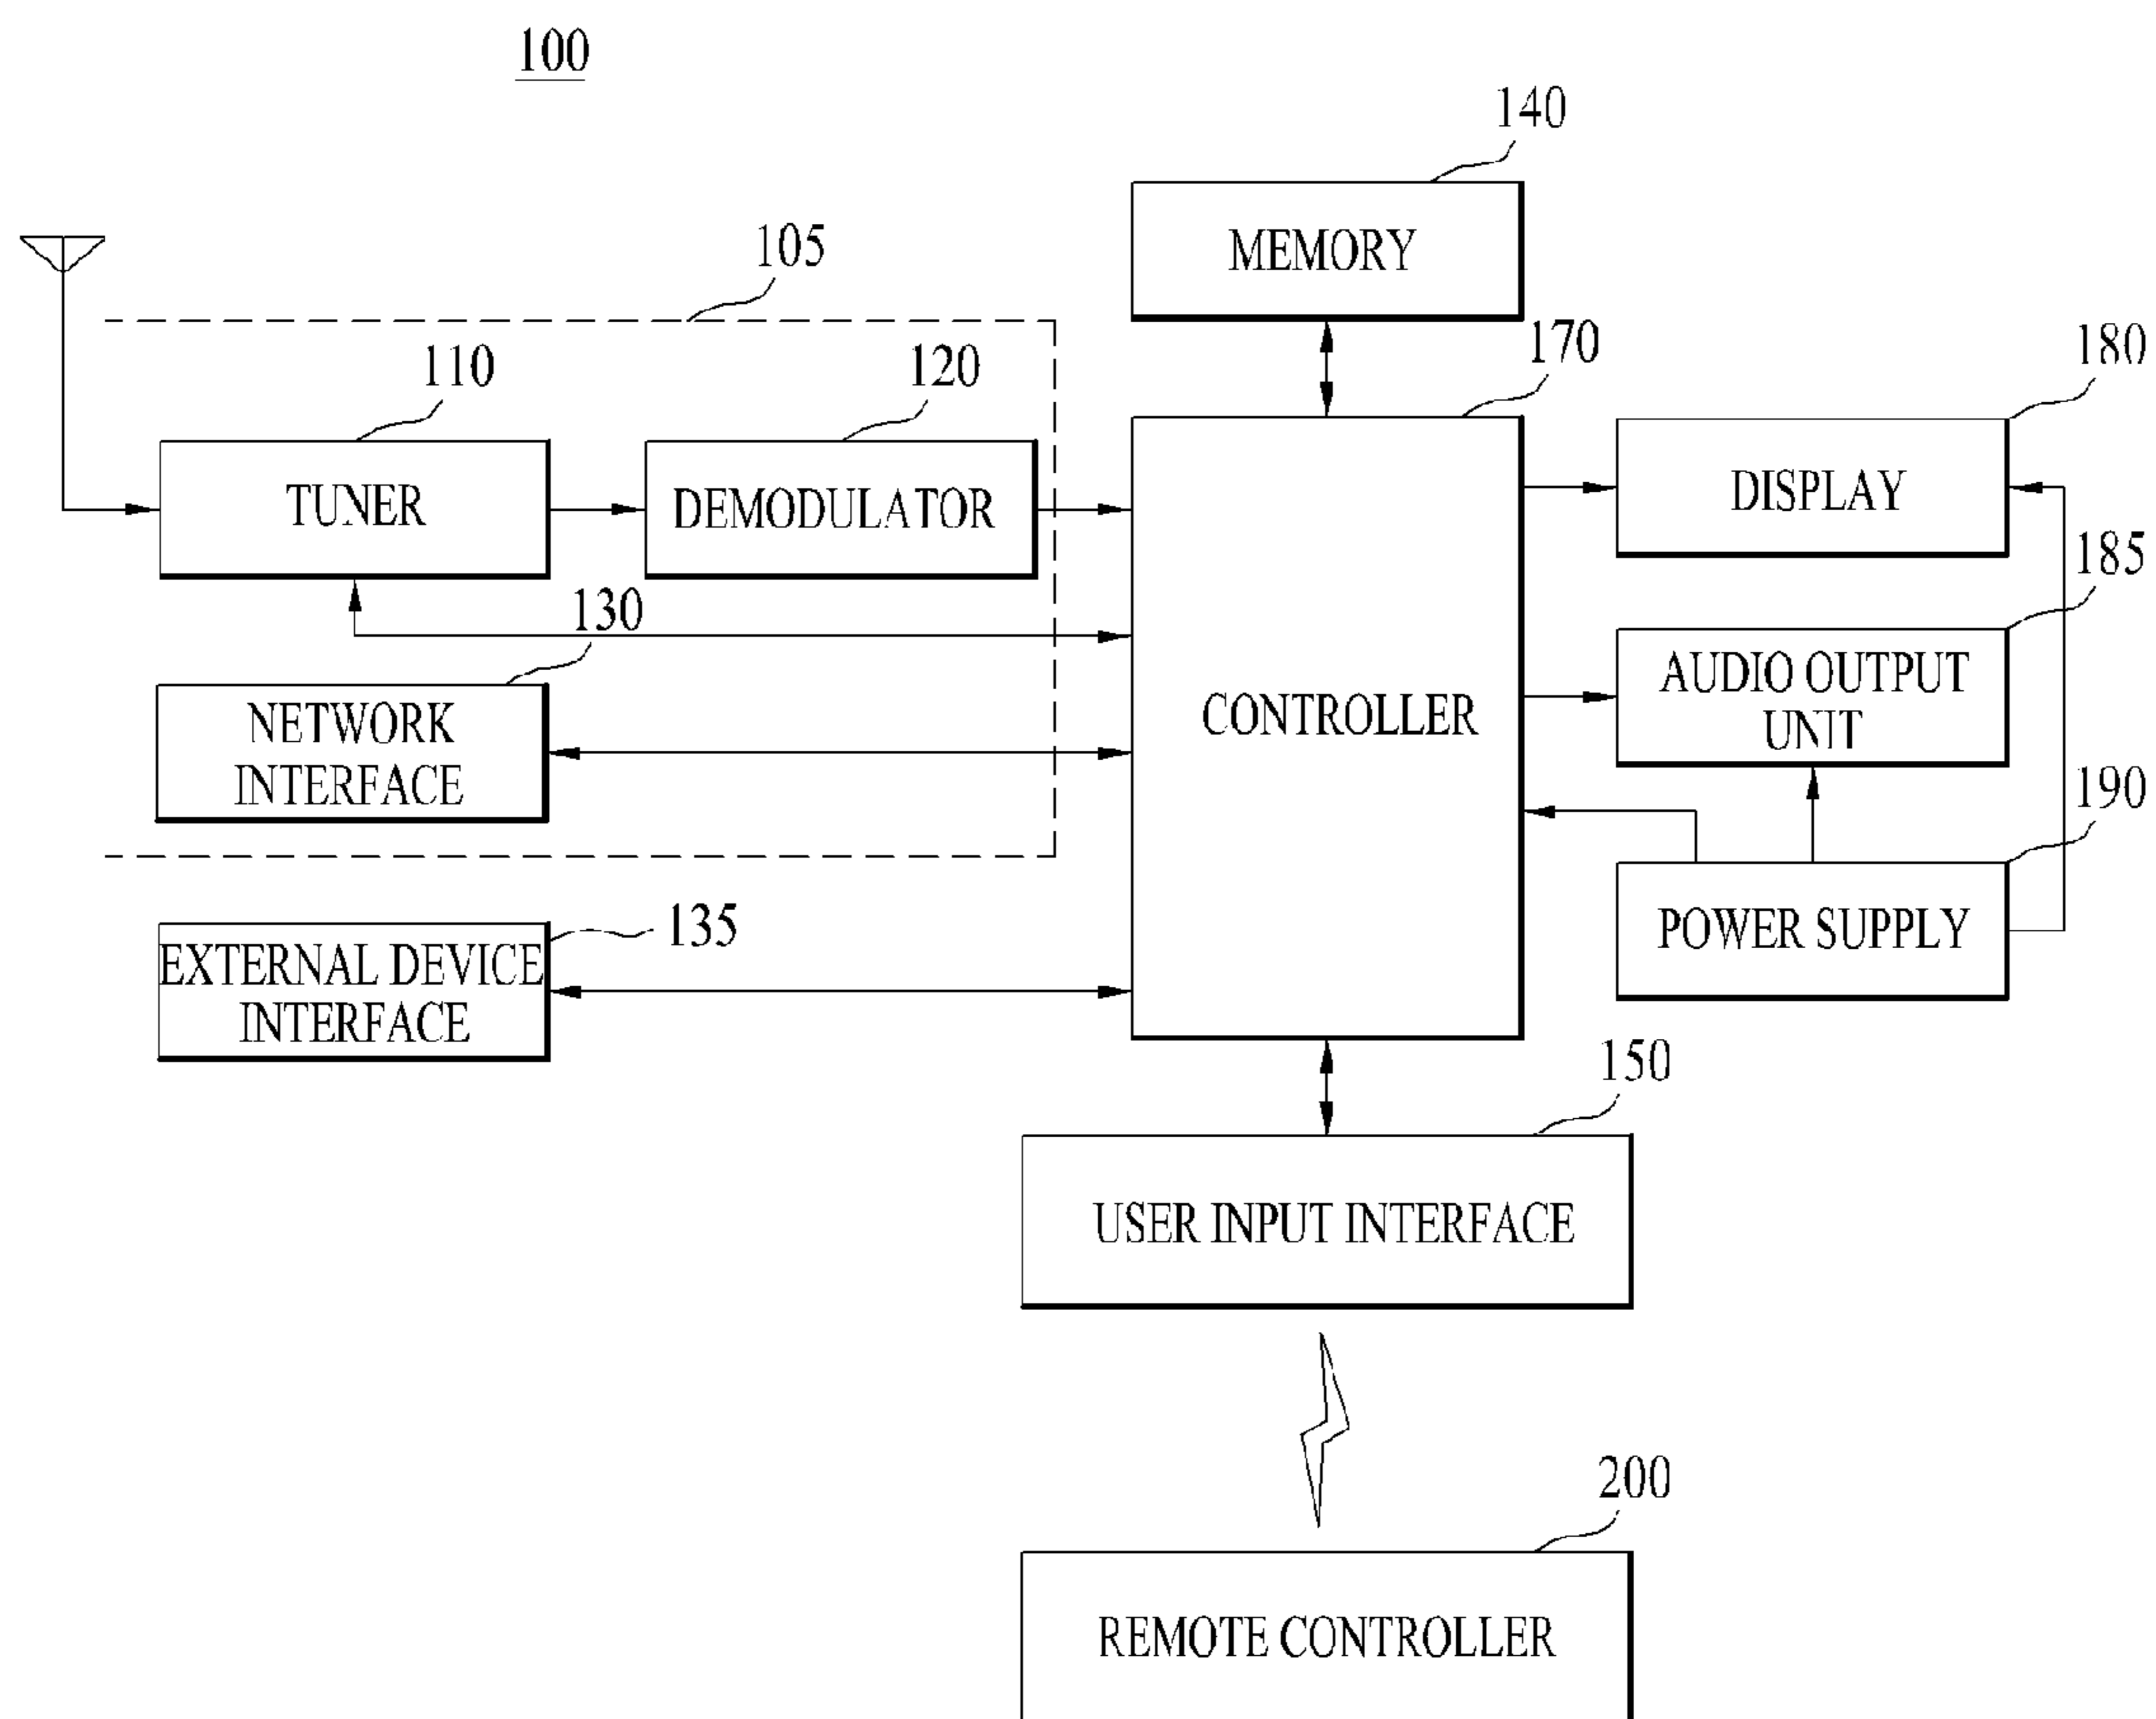 100
140
MEMORY
105
170
180
110
120
TUNER
DEMODULATOR
DISPLAY
130
185
NETWORK
INTERFACE
CONTROLLER
AUDIO OUTPUT
UNIT
190
135
EXTERNAL DEVICE
INTERFACE
POWER SUPPLY
150
USER INPUT INTERFACE
200
REMOTE CONTROLLER